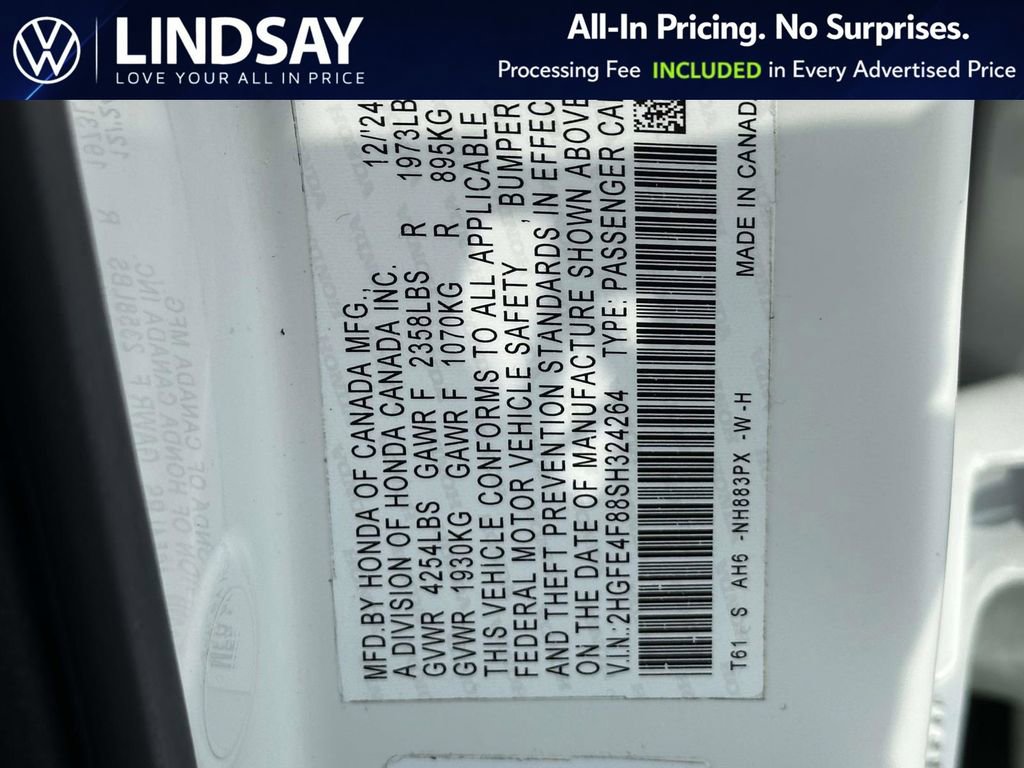 LINDSAY
LOVE YOUR ALL IN PRICE
All-In Pricing. No Surprises.
Processing Fee INCLUDED in Every Advertised Price
MFD.BY HONDA OF CANADA MFG., 12/'24
A DIVISION OF HONDA CANADA INC.
GVWR 4254LBS GAWR F 2358LBS R 1973LB
GVWR 1930KG GAWR F 1070KG R 895KG
THIS VEHICLE CONFORMS TO ALL APPLICABLE
FEDERAL MOTOR VEHICLE SAFETY, BUMPER
AND THEFT PREVENTION STANDARDS, IN EFFEC
ON THE DATE OF MANUFACTURE SHOWN ABOVE
V.I.N: 2HGFE4F88SH324264 TYPE: PASSENGER CA
T61 S AH6 -NH883PX -W-H MADE IN CANAD